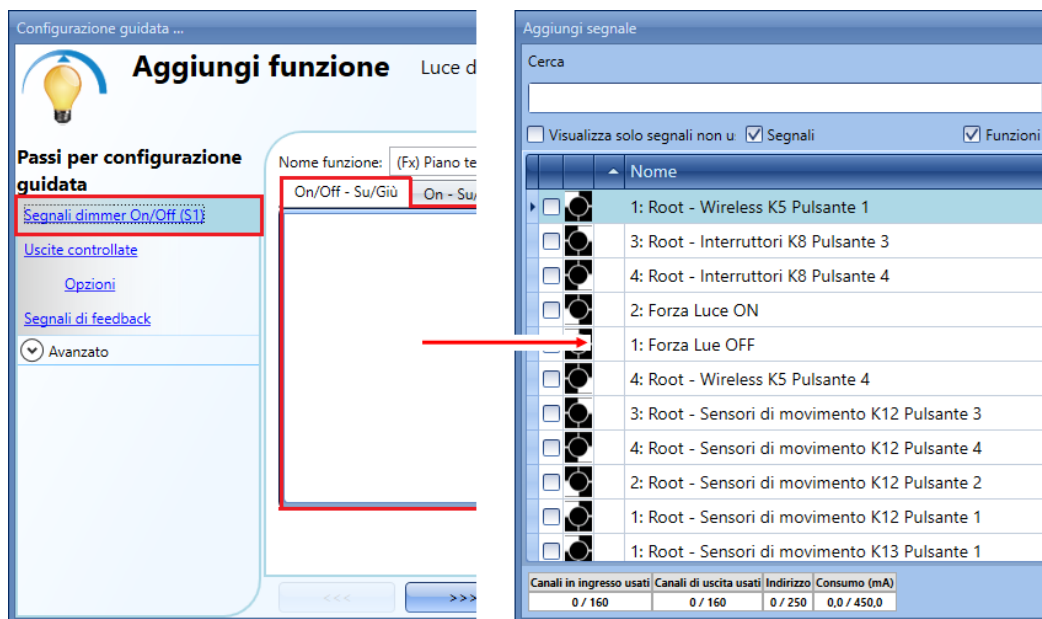 Configurazione guidata ...
Aggiungi funzione
Luce d
Passi per configurazione
guidata
Segnali dimmer On/Off (S1)
Uscite controllate
Opzioni
Segnali di feedback
Avanzato
Nome funzione: (Fx) Piano te
On/Off - Su/Giù
On - Su/
<<<
>>>
Aggiungi segnale
Cerca
Visualizza solo segnali non u
Segnali
Funzioni
Nome
1: Root - Wireless K5 Pulsante 1
3: Root - Interruttori K8 Pulsante 3
4: Root - Interruttori K8 Pulsante 4
2: Forza Luce ON
1: Forza Lue OFF
4: Root - Wireless K5 Pulsante 4
3: Root - Sensori di movimento K12 Pulsante 3
4: Root - Sensori di movimento K12 Pulsante 4
2: Root - Sensori di movimento K12 Pulsante 2
1: Root - Sensori di movimento K12 Pulsante 1
1: Root - Sensori di movimento K13 Pulsante 1
Canali in ingresso usati Canali di uscita usati Indirizzo Consumo (mA)
0 / 160 0 / 160 0 / 250 0,0 / 450,0